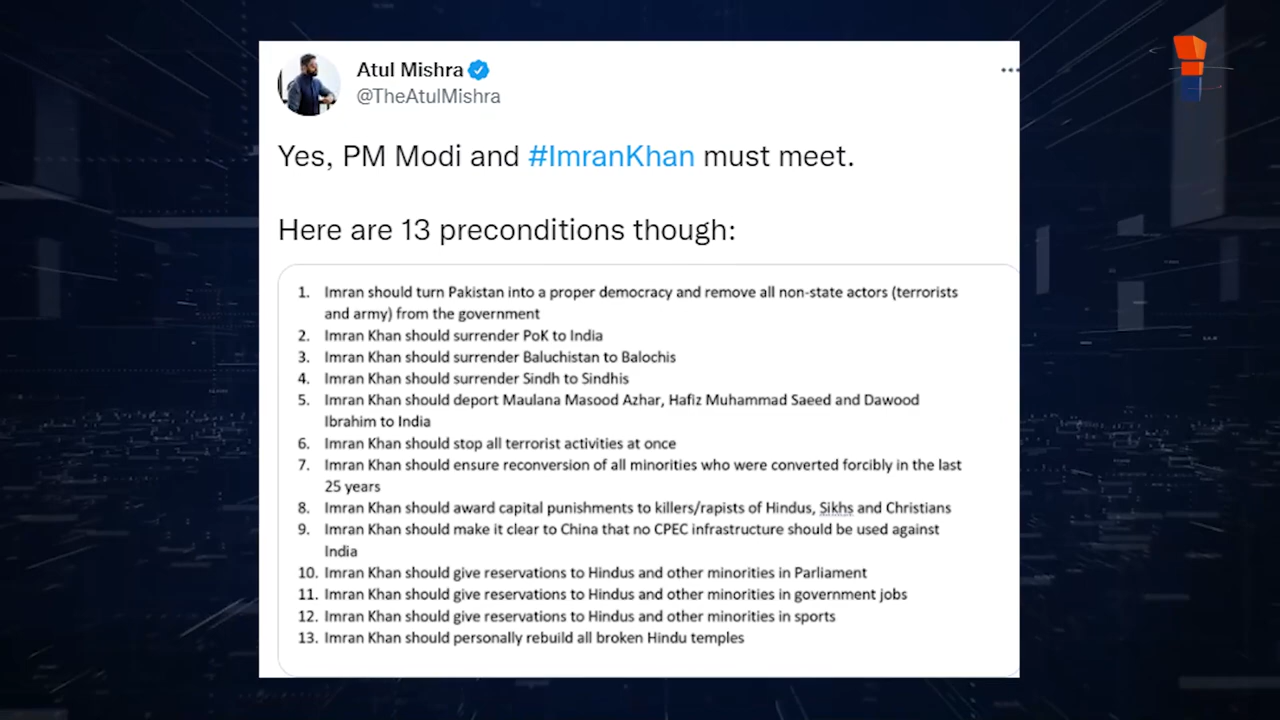 Atul Mishra
@TheAtulMishra
Yes, PM Modi and #ImranKhan must meet.
Here are 13 preconditions though:
1. Imran should turn Pakistan into a proper democracy and remove all non-state actors (terrorists
and army) from the government
2. Imran Khan should surrender PoK to India
3. Imran Khan should surrender Baluchistan to Balochis
4. Imran Khan should surrender Sindh to Sindhis
5. Imran Khan should deport Maulana Masood Azhar, Hafiz Muhammad Saeed and Dawood
Ibrahim to India
6. Imran Khan should stop all terrorist activities at once
7. Imran Khan should ensure reconversion of all minorities who were converted forcibly in the last
25 years
8. Imran Khan should award capital punishments to killers/rapists of Hindus, Sikhs and Christians
9. Imran Khan should make it clear to China that no CPEC infrastructure should be used against
India
10. Imran Khan should give reservations to Hindus and other minorities in Parliament
11. Imran Khan should give reservations to Hindus and other minorities in government jobs
12. Imran Khan should give reservations to Hindus and other minorities in sports
13. Imran Khan should personally rebuild all broken Hindu temples